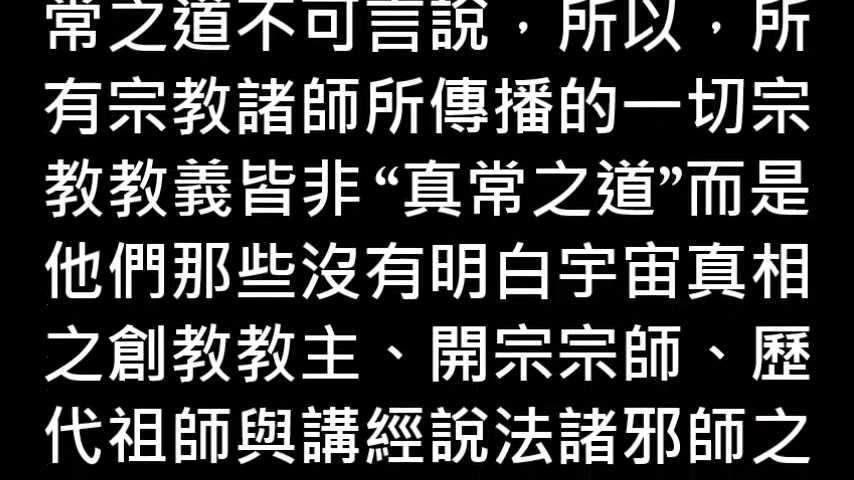 常之道不可言說，所以，所
有宗教諸師所傳播的一切宗
教教義皆非“真常之道”而是
他們那些沒有明白宇宙真相
之創教教主、開宗宗師、歷
代祖師與講經說法諸邪師之